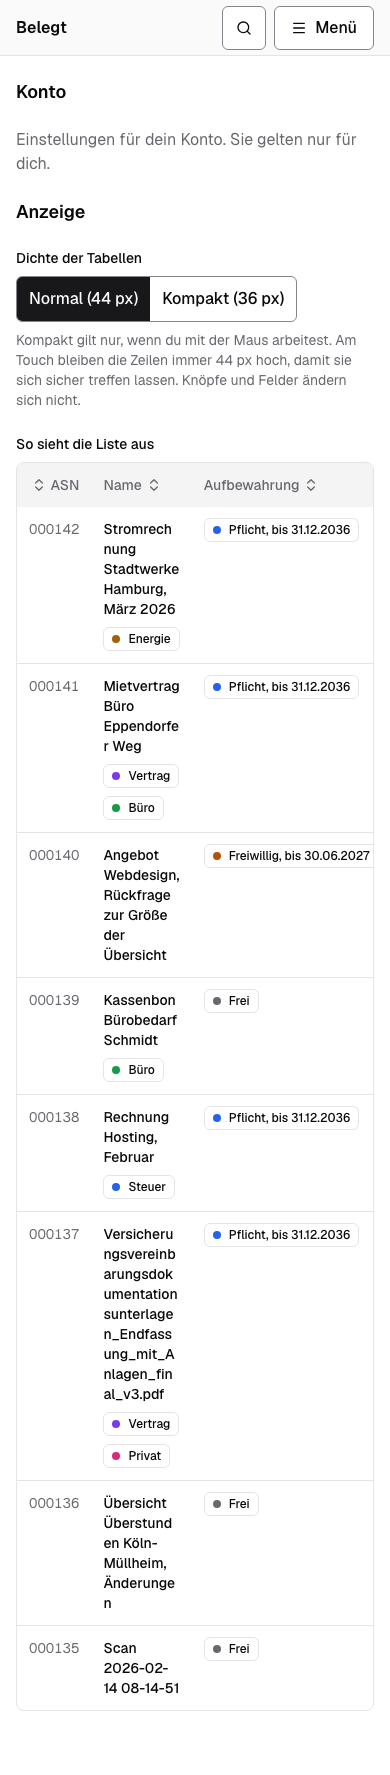 Belegt
Menü
Konto
Einstellungen für dein Konto. Sie gelten nur für
dich.
Anzeige
Dichte der Tabellen
Normal (44 px)
Kompakt (36 px)
Kompakt gilt nur, wenn du mit der Maus arbeitest. Am
Touch bleiben die Zeilen immer 44 px hoch, damit sie
sich sicher treffen lassen. Knöpfe und Felder ändern
sich nicht.
So sieht die Liste aus
ASN
Name
Aufbewahrung
000142
Stromrech
nung
Stadtwerke
Hamburg,
März 2026
Energie
Pflicht, bis 31.12.2036
000141
Mietvertrag
Büro
Eppendorfe
r Weg
Vertrag
Büro
Pflicht, bis 31.12.2036
000140
Angebot
Webdesign,
Rückfrage
zur Größe
der
Übersicht
Freiwillig, bis 30.06.2027
000139
Kassenbon
Bürobedarf
Schmidt
Büro
Frei
000138
Rechnung
Hosting,
Februar
Steuer
Pflicht, bis 31.12.2036
000137
Versicheru
ngsvereinb
arungsdok
umentation
sunterlage
n_Endfass
ung_mit_A
nlagen_fin
al_v3.pdf
Vertrag
Privat
Pflicht, bis 31.12.2036
000136
Übersicht
Überstund
en Köln-
Müllheim,
Änderunge
n
Frei
000135
Scan
2026-02-
14 08-14-51
Frei